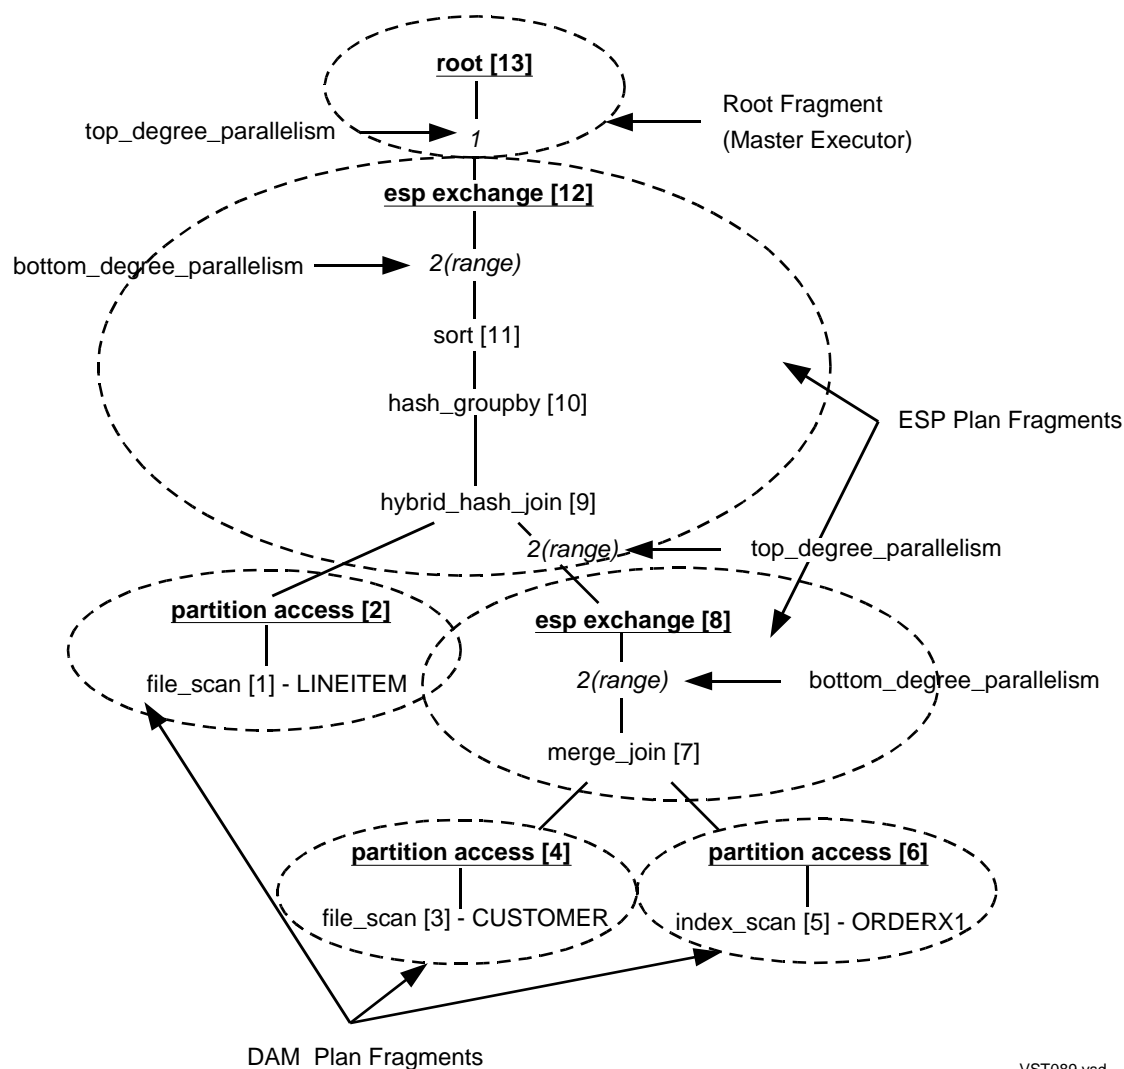 root [13]
Root Fragment
(Master Executor)
top_degree_parallelism
1
esp exchange [12]
bottom_degree_parallelism
2(range)
sort [11]
hash_groupby [10]
ESP Plan Fragments
hybrid_hash_join [9]
2(range)
top_degree_parallelism
partition access [2]
esp exchange [8]
file_scan [1] - LINEITEM
2(range)
bottom_degree_parallelism
merge_join [7]
partition access [4]
partition access [6]
file_scan [3] - CUSTOMER
index_scan [5] - ORDERX1
DAM Plan Fragments